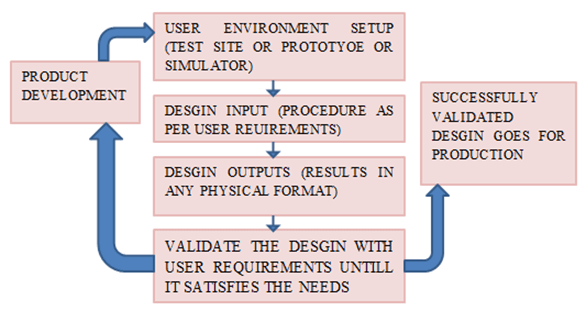 USER ENVIRONMENT SETUP
(TEST SITE OR PROTOTYOE OR
SIMULATOR)
PRODUCT
DEVELOPMENT
DESGIN INPUT (PROCEDURE AS
PER USER REUIREMENTS)
SUCCESSFULLY
VALIDATED
DESGIN GOES FOR
PRODUCTION
DESGIN OUTPUTS (RESULTS IN
ANY PHYSICAL FORMAT)
VALIDATE THE DESGIN WITH
USER REQUIREMENTS UNTILL
IT SATISFIES THE NEEDS